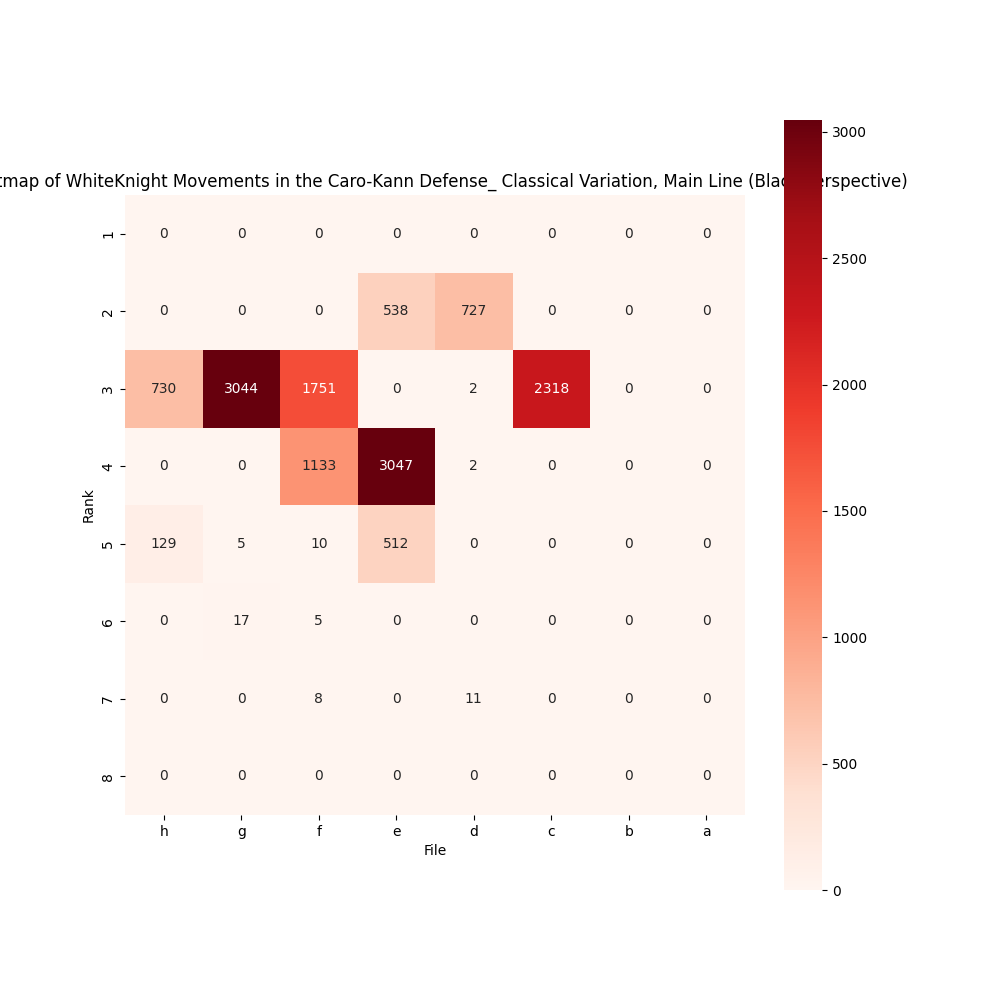 tmap of WhiteKnight Movements in the Caro-Kann Defense_ Classical Variation, Main Line (Blac erspective)
3000
2500
2000
1500
1000
500
0
Rank
1 0 0 0 0 0 0 0 0
2 0 0 0 538 727 0 0 0
3 730 3044 1751 0 2 2318 0 0
4 0 0 1133 3047 2 0 0 0
5 129 5 10 512 0 0 0 0
6 0 17 5 0 0 0 0 0
7 0 0 8 0 11 0 0 0
8 0 0 0 0 0 0 0 0
h g f e d c b a
File